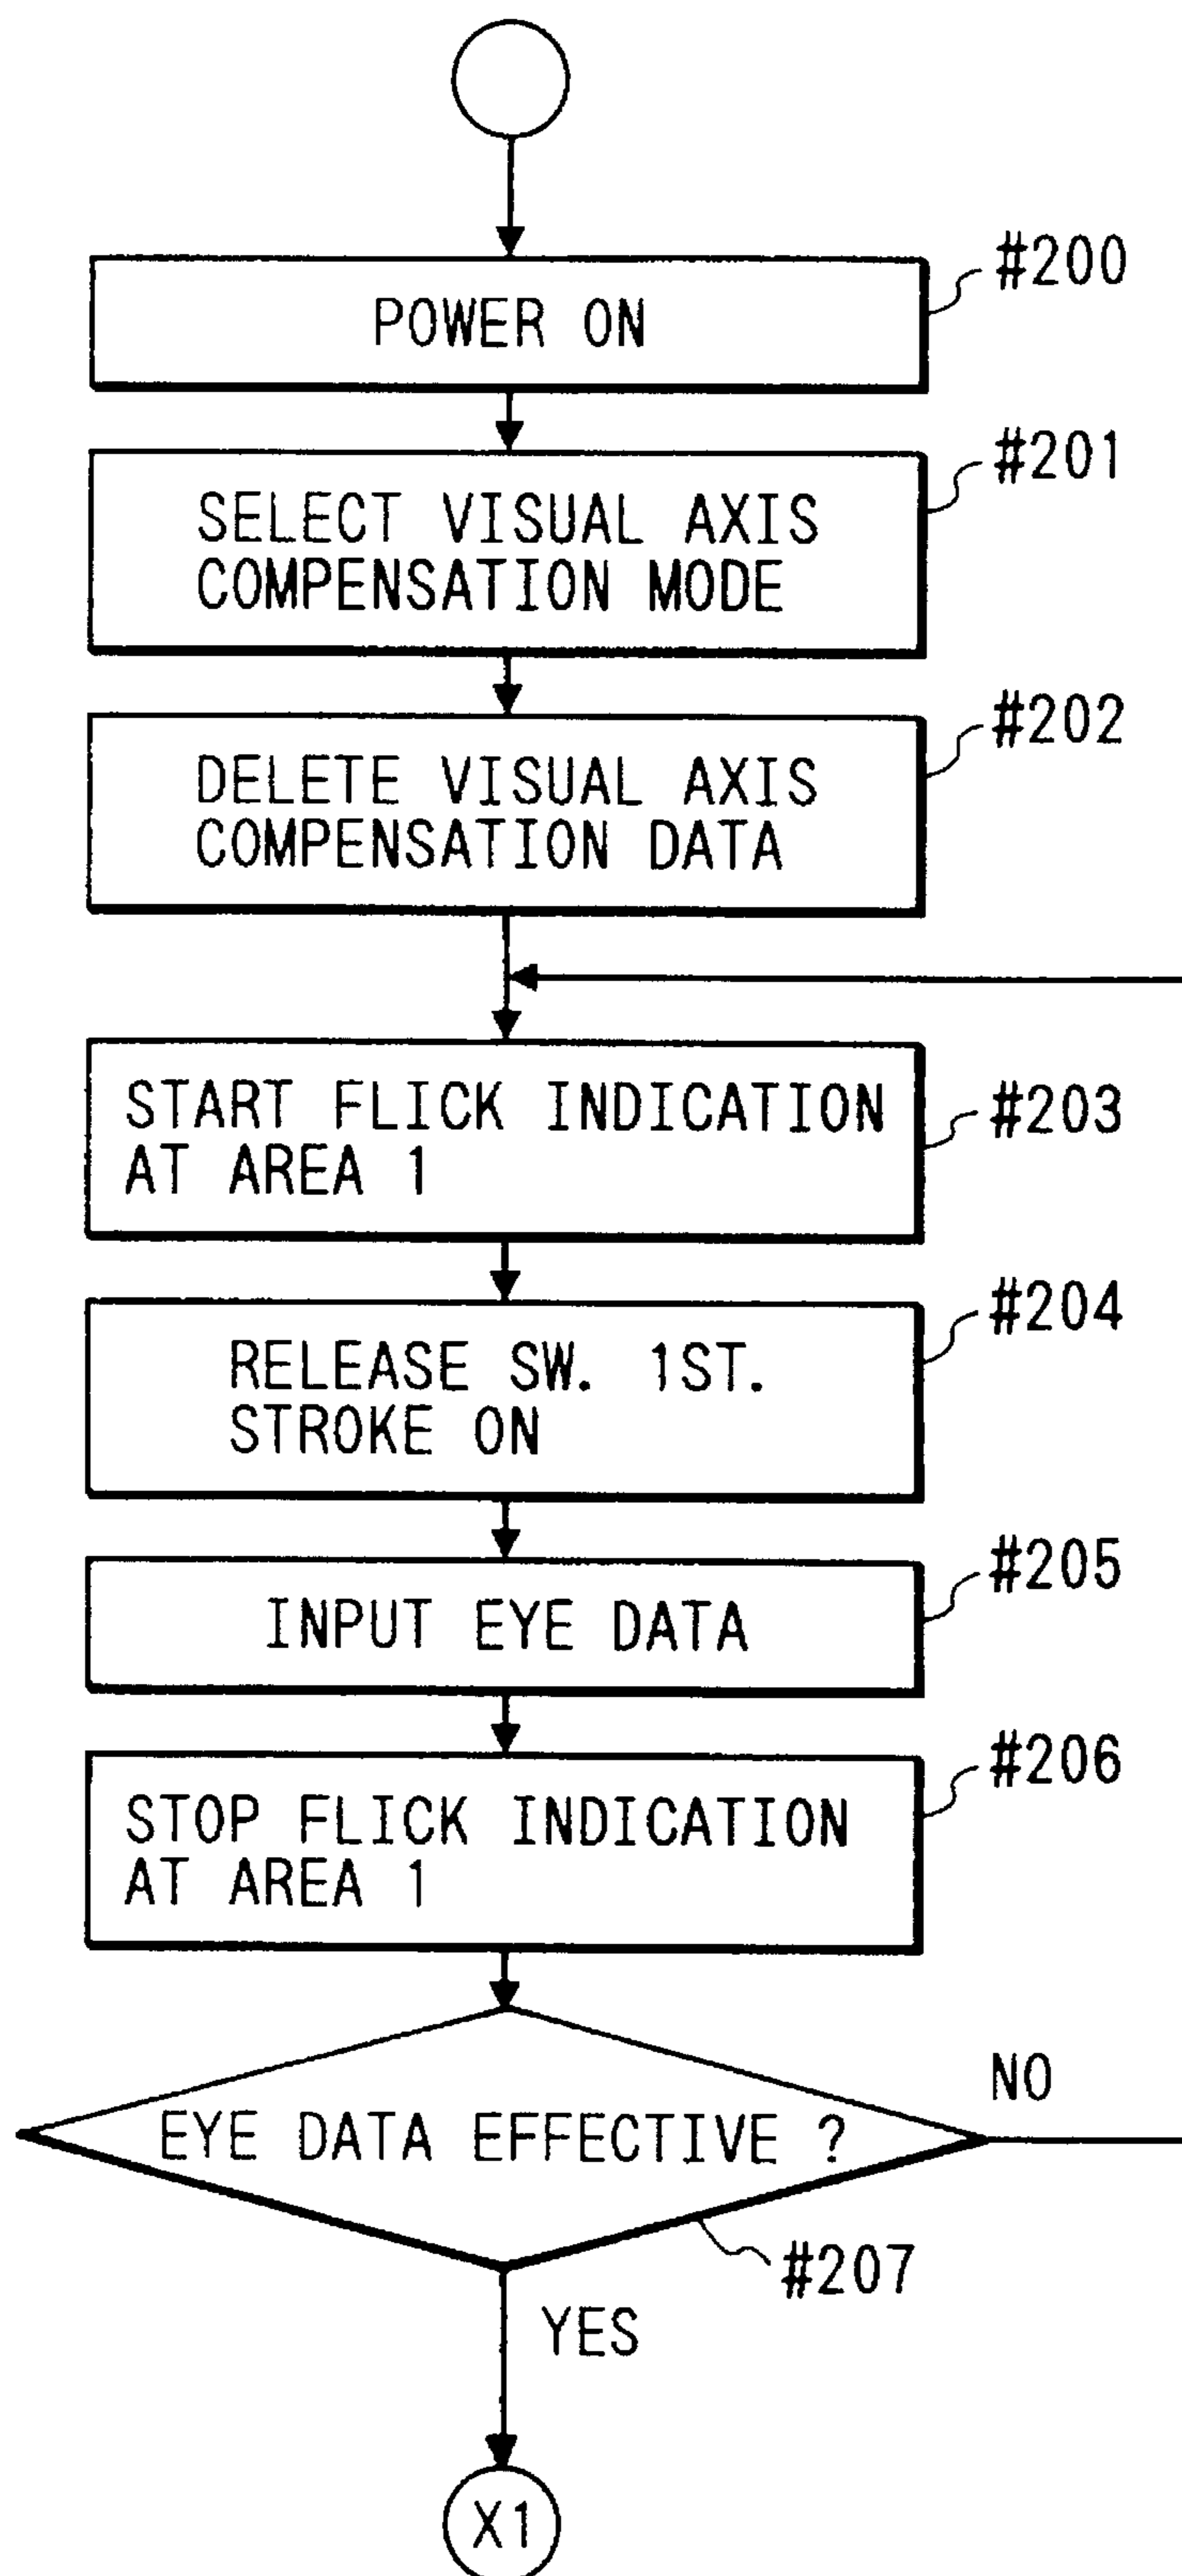 #200
POWER ON
#201
SELECT VISUAL AXIS
COMPENSATION MODE
#202
DELETE VISUAL AXIS
COMPENSATION DATA
#203
START FLICK INDICATION
AT AREA 1
#204
RELEASE SW. 1ST.
STROKE ON
#205
INPUT EYE DATA
#206
STOP FLICK INDICATION
AT AREA 1
NO
EYE DATA EFFECTIVE ?
#207
YES
X1